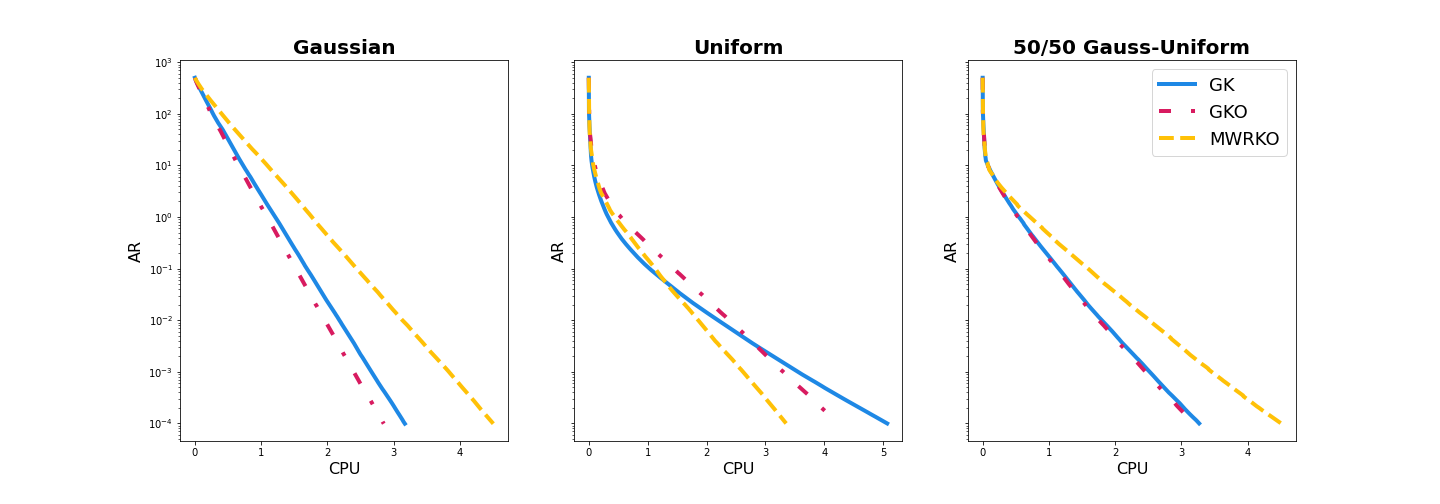 Gaussian
Uniform
50/50 Gauss-Uniform
GK
GKO
MWRKO
AR
10³
10²
10¹
10⁰
10⁻¹
10⁻²
10⁻³
10⁻⁴
0 1 2 3 4
CPU
AR
0 1 2 3 4 5
CPU
AR
0 1 2 3 4
CPU